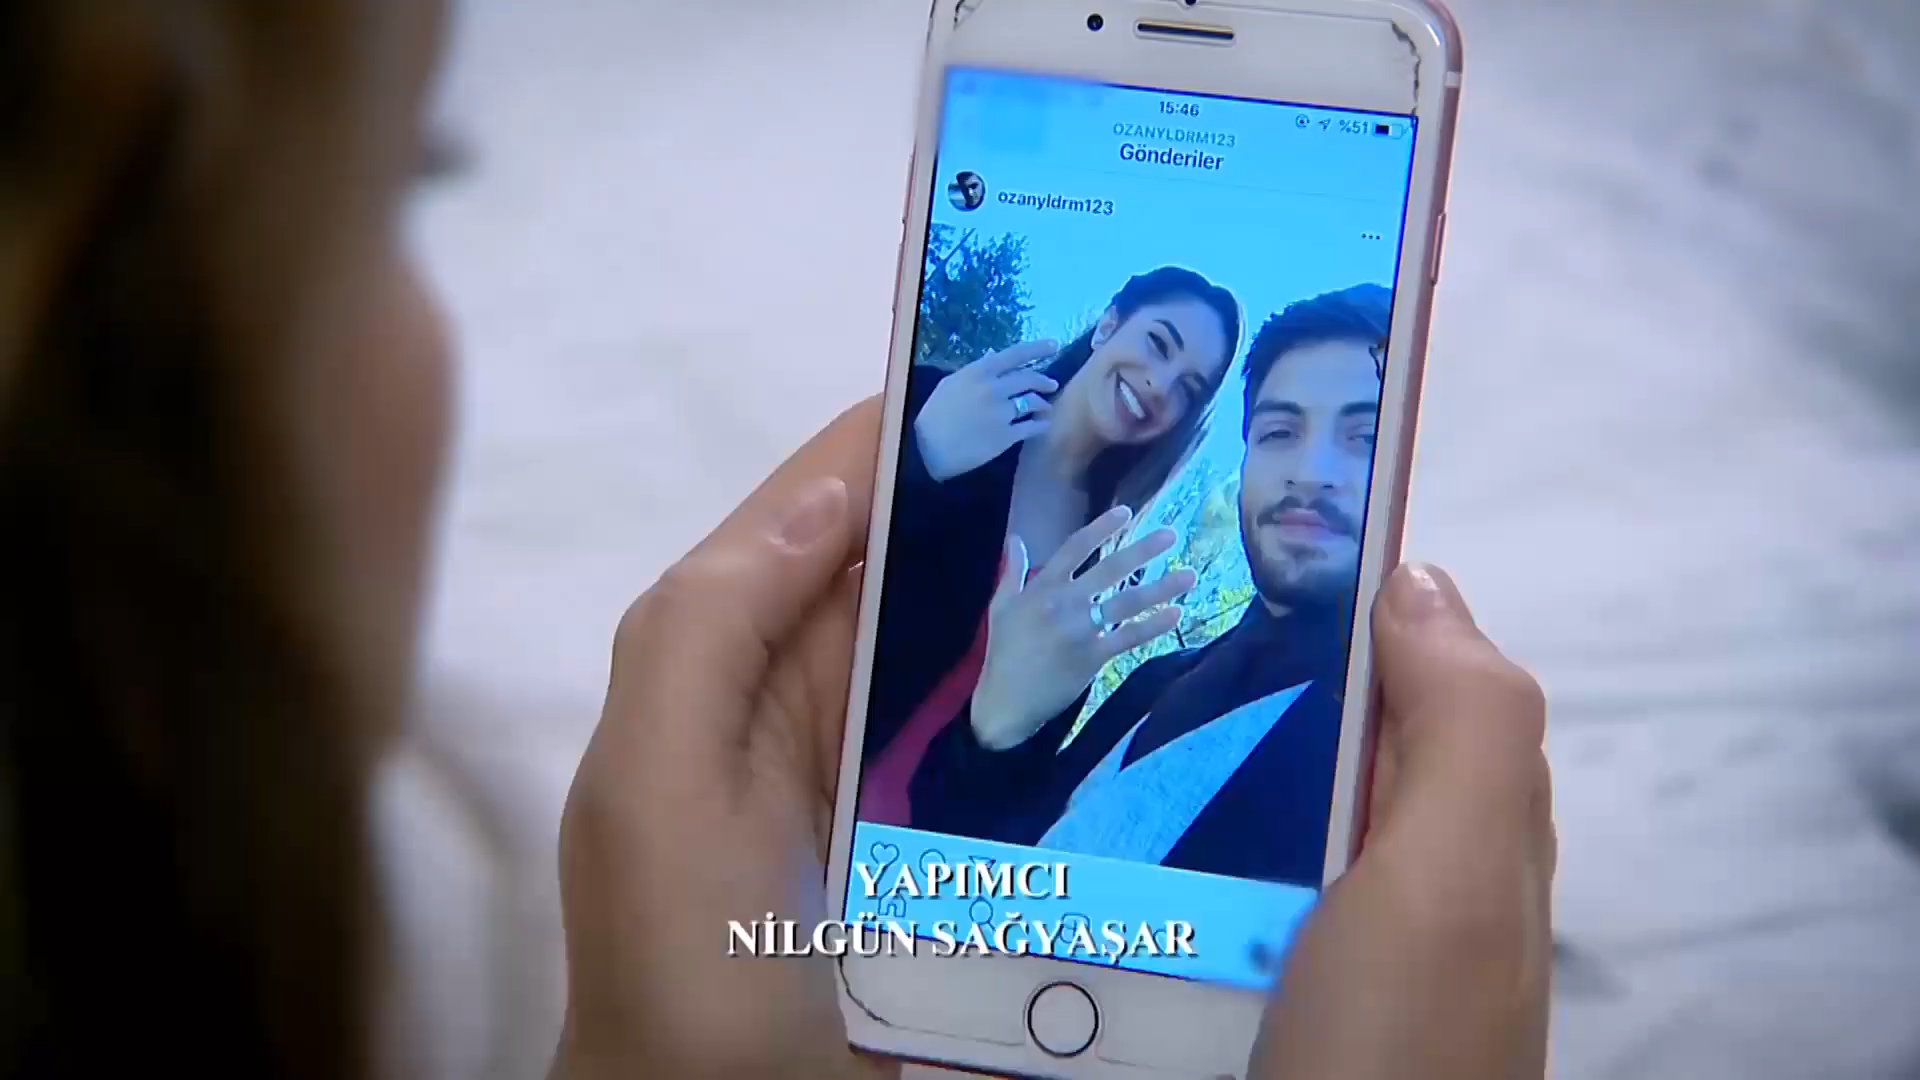 15:46
%51
OZANYLDRM123
Gönderiler
ozanyldrm123
YAPIMCI
NİLGÜN SAĞYAŞAR